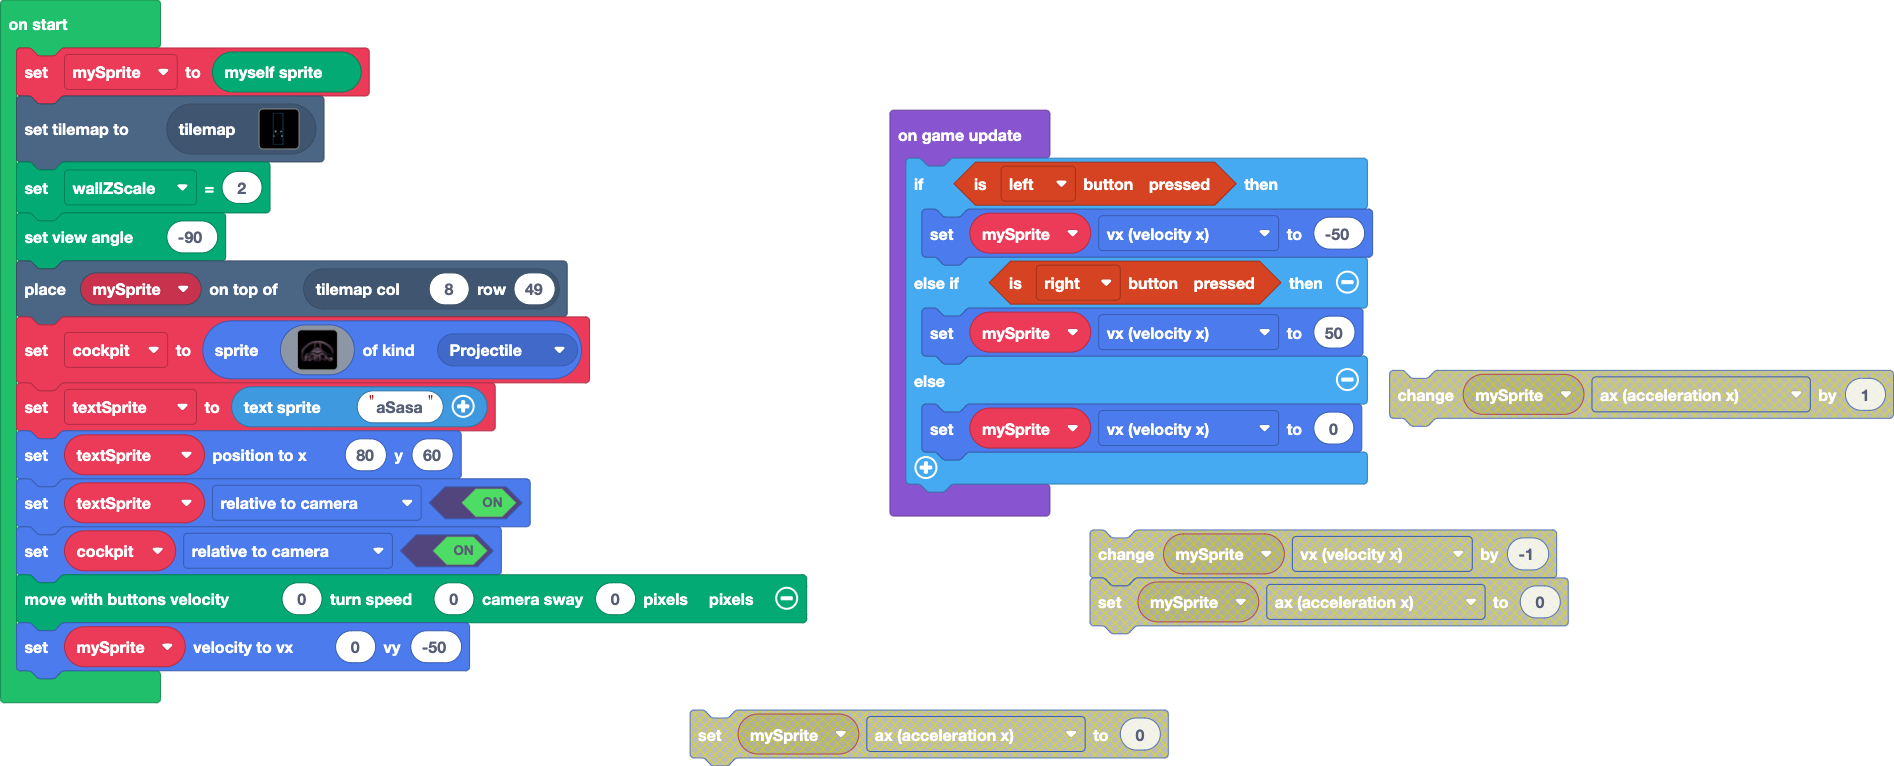 on start
set mySprite to myself sprite
set tilemap to tilemap
set wallZScale = 2
set view angle -90
place mySprite on top of tilemap col 8 row 49
set cockpit to sprite of kind Projectile
set textSprite to text sprite "aSasa"
set textSprite position to x 80 y 60
set textSprite relative to camera ON
set cockpit relative to camera ON
move with buttons velocity 0 turn speed 0 camera sway 0 pixels pixels
set mySprite velocity to vx 0 vy -50
on game update
if is left button pressed then
set mySprite vx (velocity x) to -50
else if is right button pressed then
set mySprite vx (velocity x) to 50
else
set mySprite vx (velocity x) to 0
change mySprite ax (acceleration x) by 1
change mySprite vx (velocity x) by -1
set mySprite ax (acceleration x) to 0
set mySprite ax (acceleration x) to 0